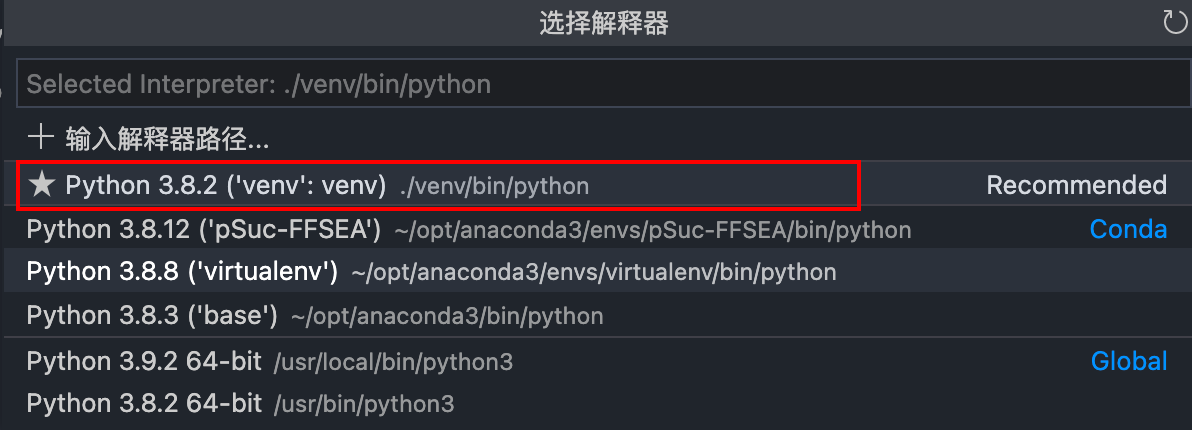 选择解释器
Selected Interpreter: ./venv/bin/python
输入解释器路径...
Python 3.8.2 ('venv': venv) ./venv/bin/python Recommended
Python 3.8.12 ('pSuc-FFSEA') ~/opt/anaconda3/envs/pSuc-FFSEA/bin/python Conda
Python 3.8.8 ('virtualenv') ~/opt/anaconda3/envs/virtualenv/bin/python
Python 3.8.3 ('base') ~/opt/anaconda3/bin/python
Python 3.9.2 64-bit /usr/local/bin/python3 Global
Python 3.8.2 64-bit /usr/bin/python3